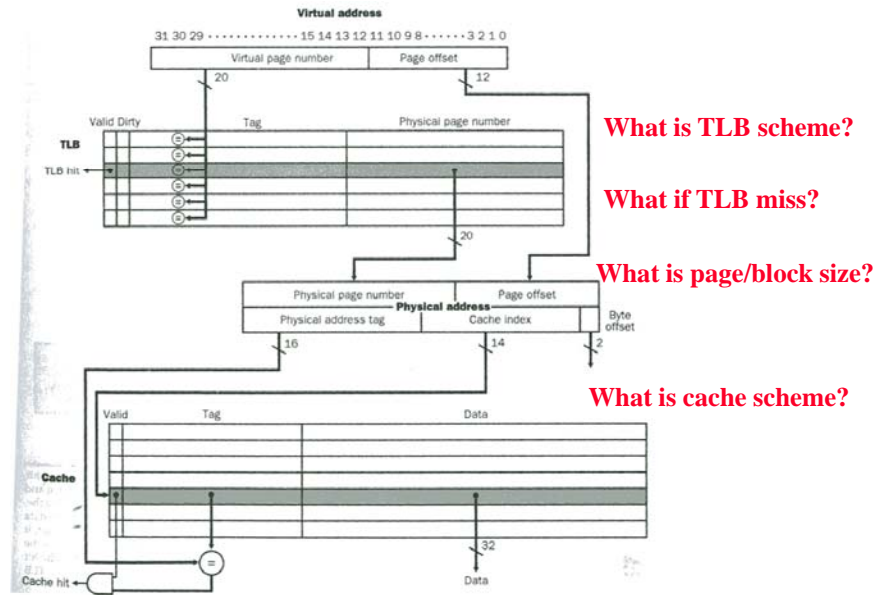 Virtual address
31 30 29 · · · · · · · · · · · · · 15 14 13 12 11 10 9 8 · · · · · · 3 2 1 0
Virtual page number Page offset
20 12
Valid Dirty Tag Physical page number
TLB
= = = = = =
TLB hit
What is TLB scheme?
What if TLB miss?
20
What is page/block size?
Physical page number Page offset
Physical address
Physical address tag Cache index Byte
offset
16 14 2
What is cache scheme?
Valid Tag Data
Cache
32
=
Cache hit Data